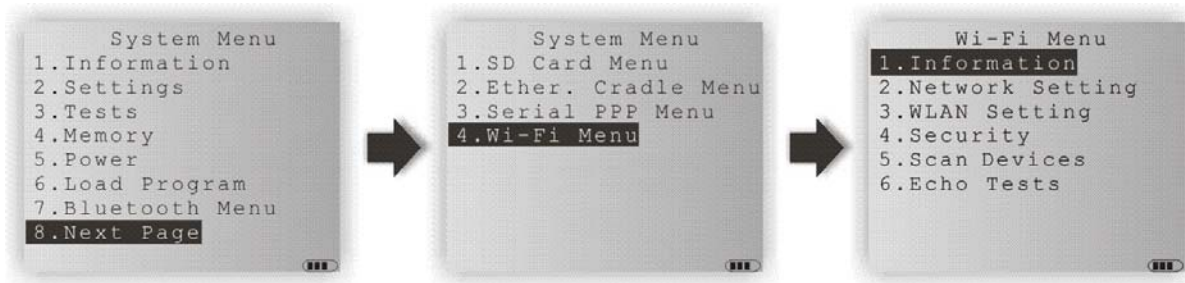 System Menu
1.Information
2.Settings
3.Tests
4.Memory
5.Power
6.Load Program
7.Bluetooth Menu
8.Next Page
System Menu
1.SD Card Menu
2.Ether. Cradle Menu
3.Serial PPP Menu
4.Wi-Fi Menu
Wi-Fi Menu
1.Information
2.Network Setting
3.WLAN Setting
4.Security
5.Scan Devices
6.Echo Tests